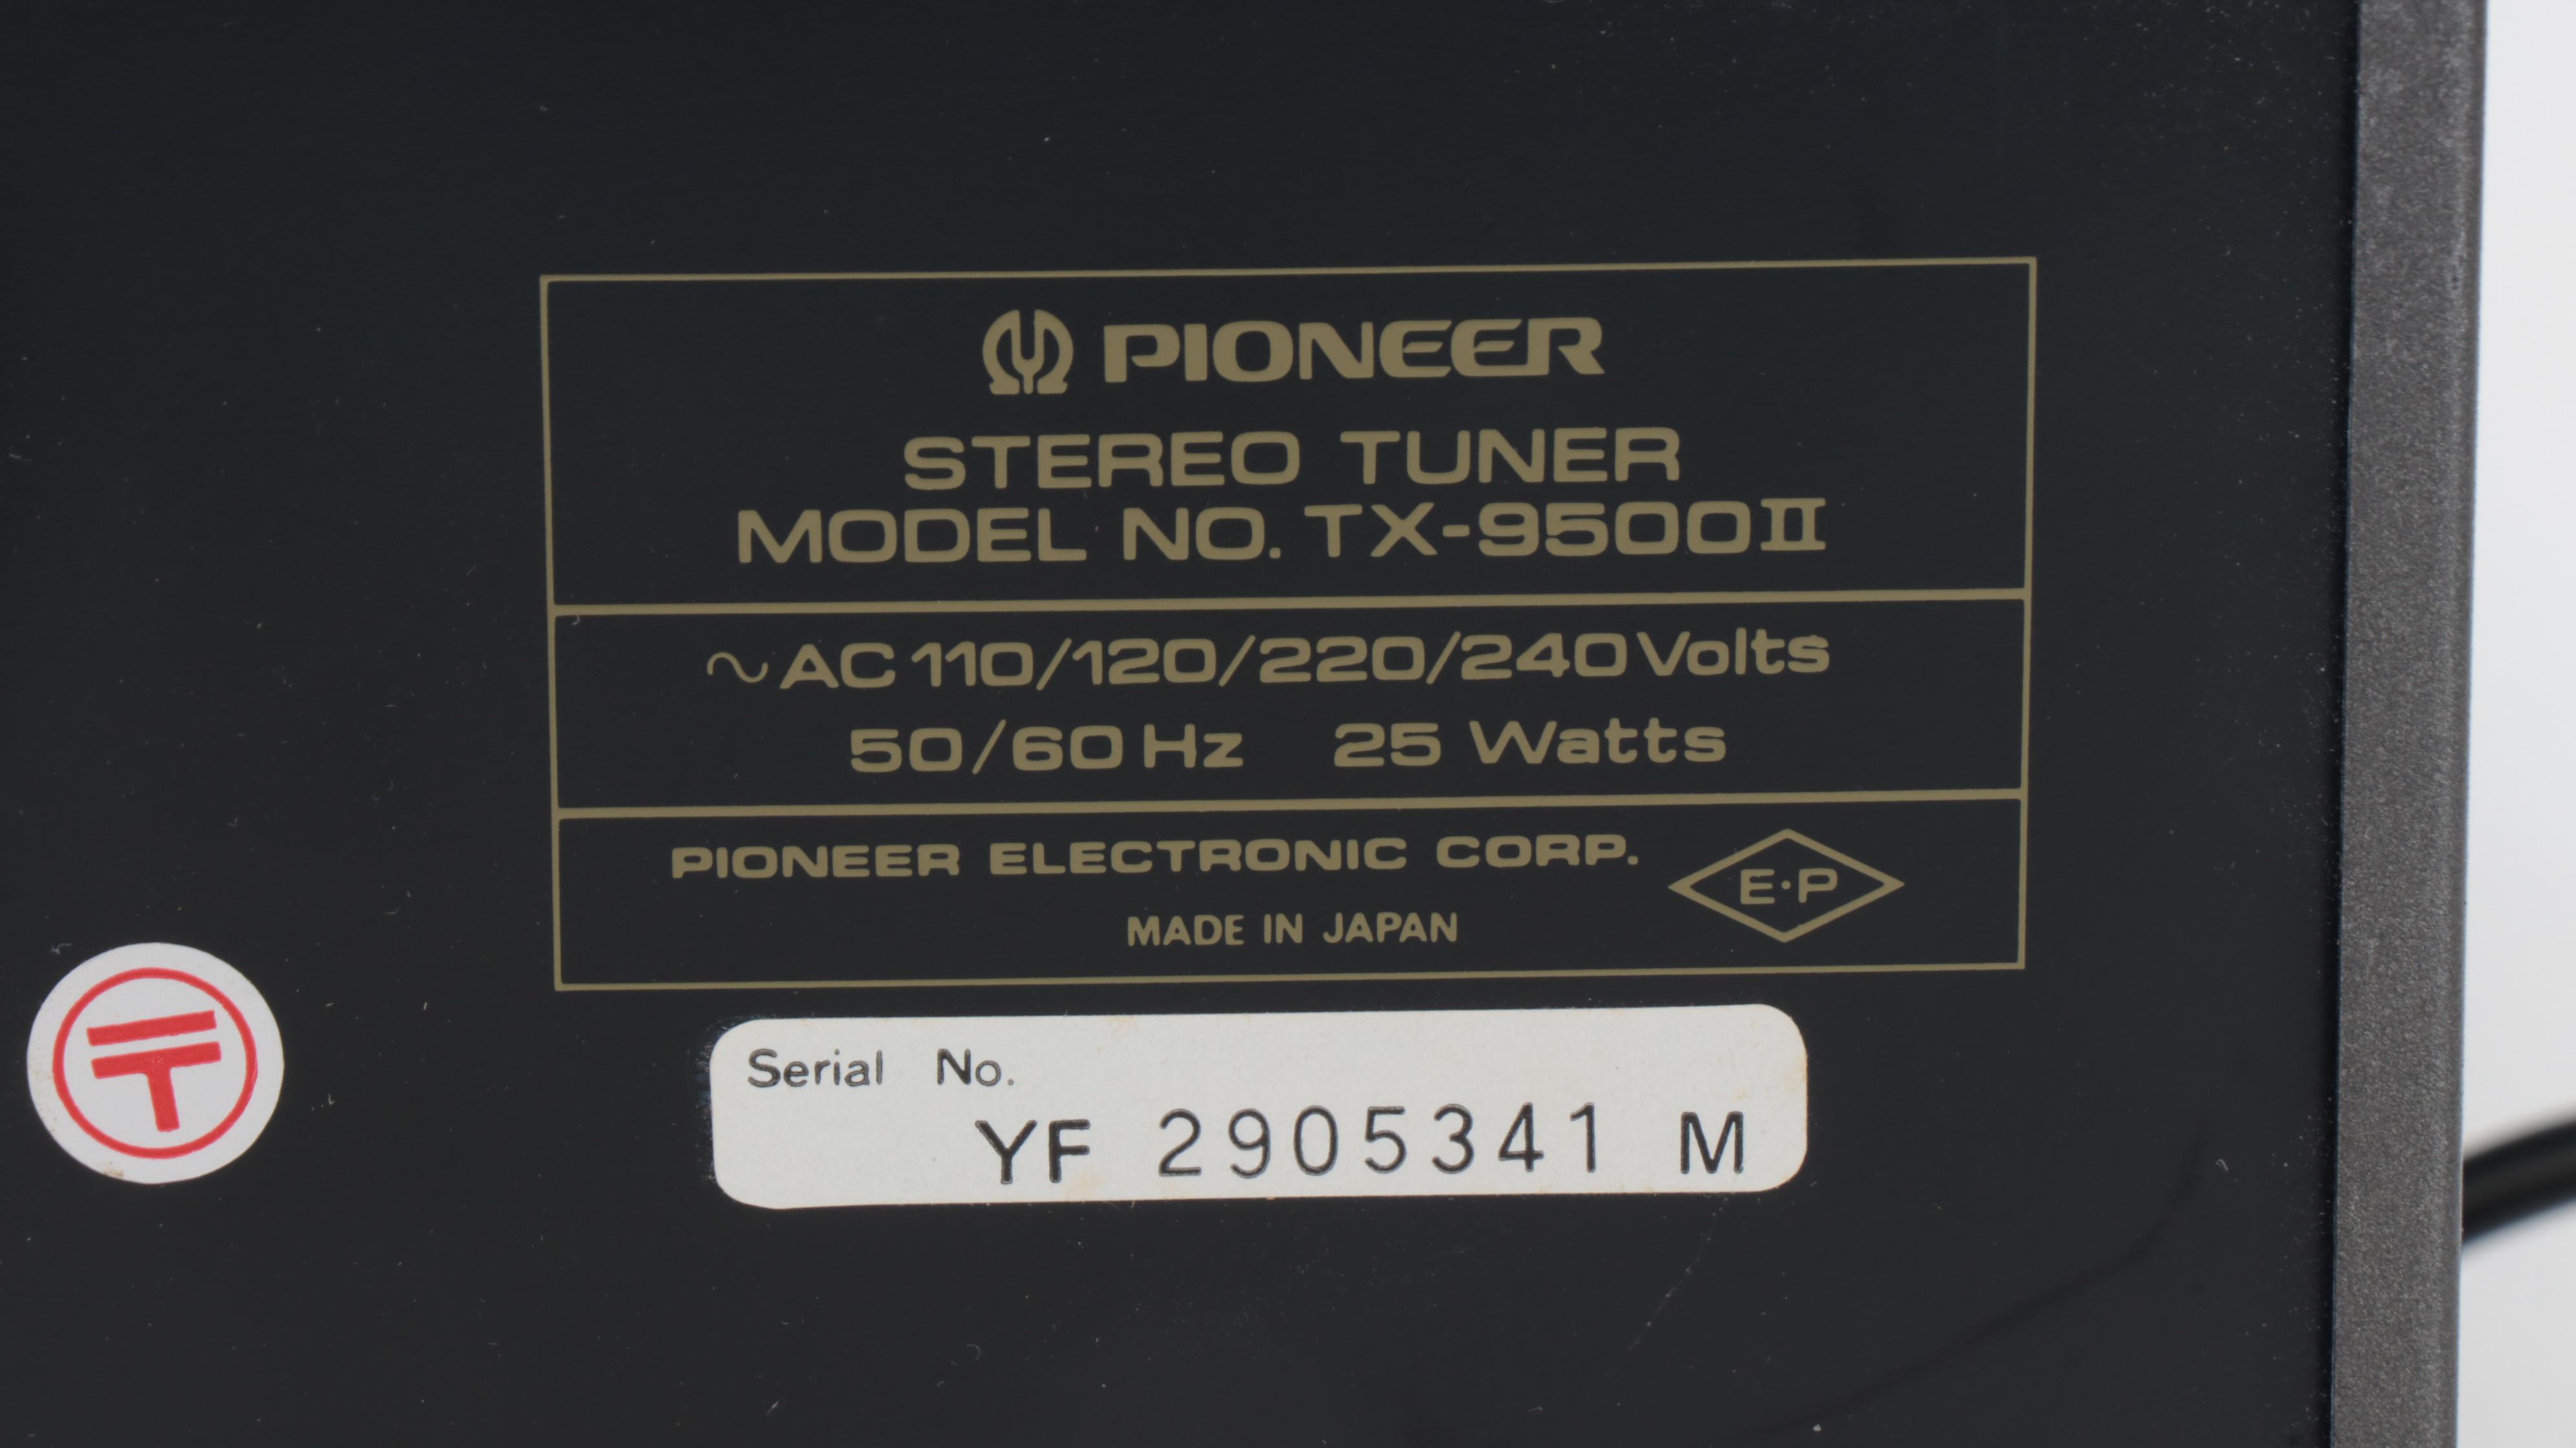 PIONEER
STEREO TUNER
MODEL NO. TX-9500II
~AC 110/120/220/240 Volts
50/60 Hz 25 Watts
PIONEER ELECTRONIC CORP.
E·P
MADE IN JAPAN
〒
Serial No.
YF 2905341 M